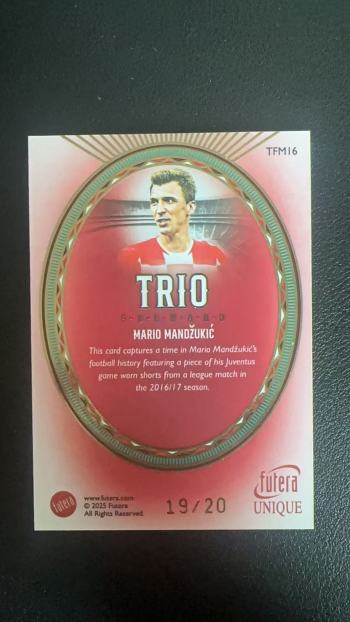 TFM16
TRIO
MARIO MANDŽUKIĆ
This card captures a time in Mario Mandžukić's
football history featuring a piece of his Juventus
game worn shorts from a league match in
the 2016/17 season.
futera
www.futera.com
© 2025 Futera
All Rights Reserved.
19/20
futera
UNIQUE